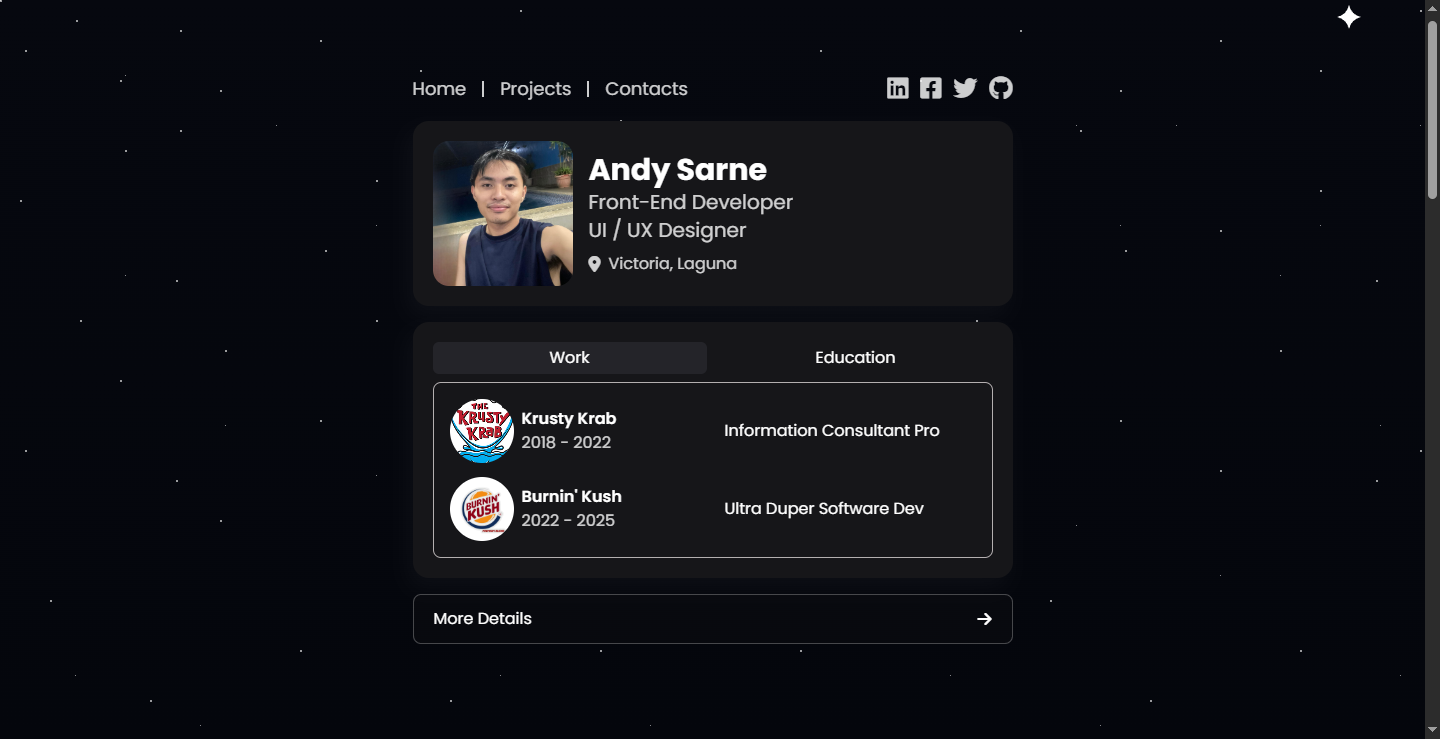 Home | Projects | Contacts
Andy Sarne
Front-End Developer
UI / UX Designer
Victoria, Laguna
Work
Education
THE
KRUSTY
KRAB
Krusty Krab
2018 - 2022
Information Consultant Pro
BURNIN'
KUSH
Burnin' Kush
2022 - 2025
Ultra Duper Software Dev
More Details